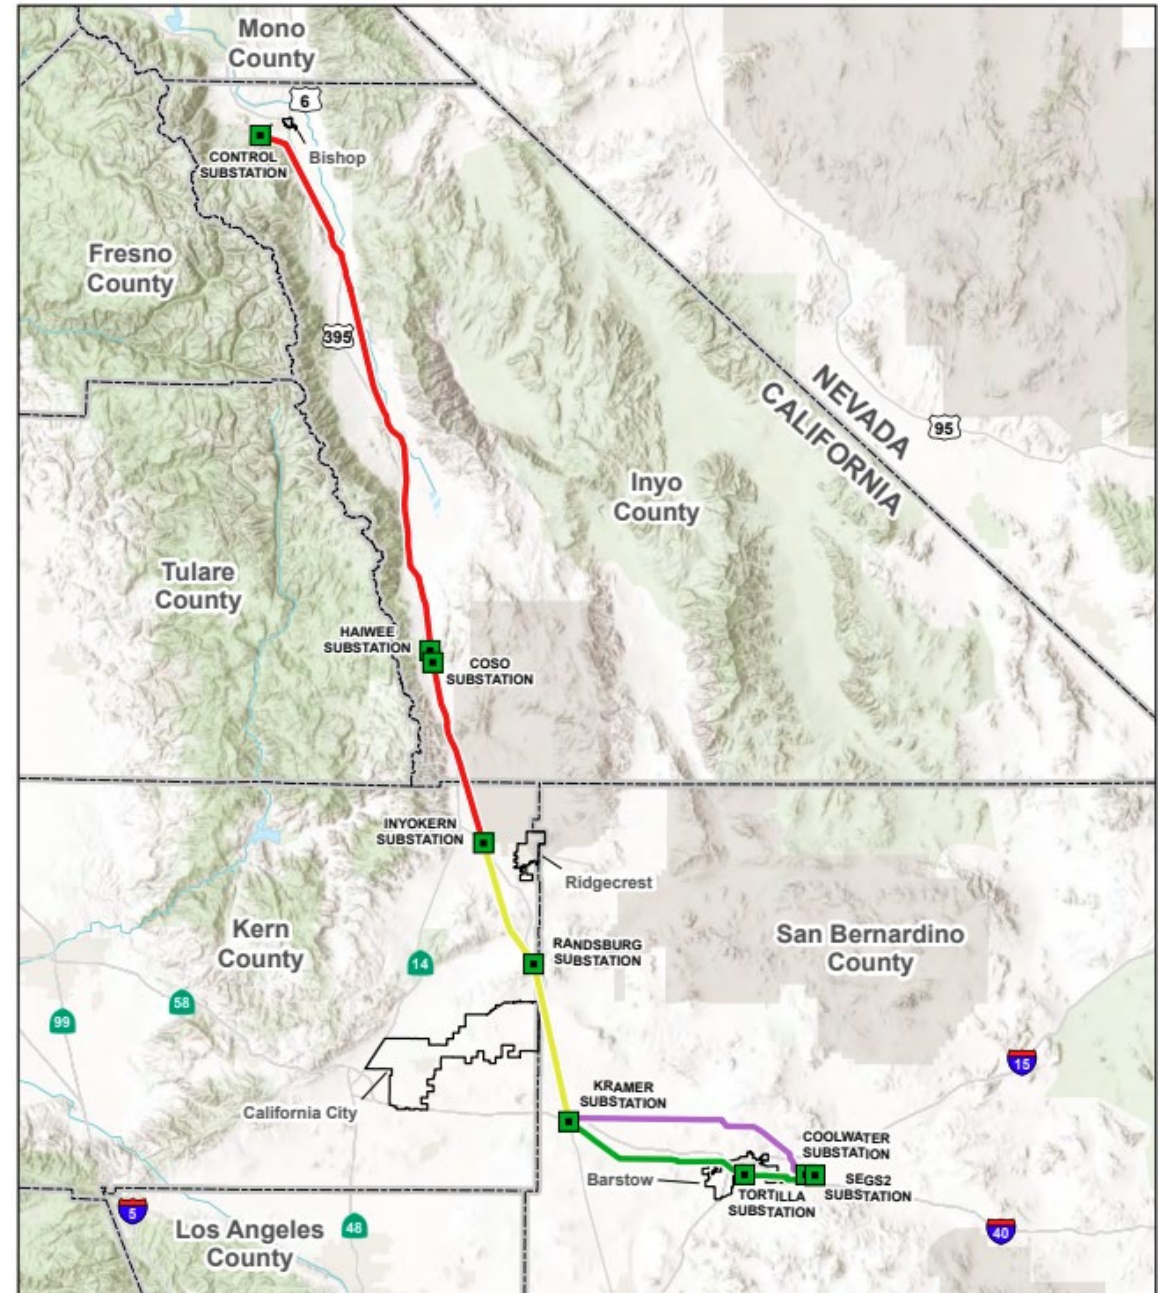 Mono
County
6
CONTROL
SUBSTATION
Bishop
Fresno
County
395
NEVADA
CALIFORNIA
95
Inyo
County
Tulare
County
HAIWEE
SUBSTATION
COSO
SUBSTATION
INYOKERN
SUBSTATION
Ridgecrest
Kern
County
14
RANDSBURG
SUBSTATION
San Bernardino
County
58
99
15
California City
KRAMER
SUBSTATION
COOLWATER
SUBSTATION
Barstow
TORTILLA
SUBSTATION
SEGS2
SUBSTATION
5
Los Angeles
County
48
40